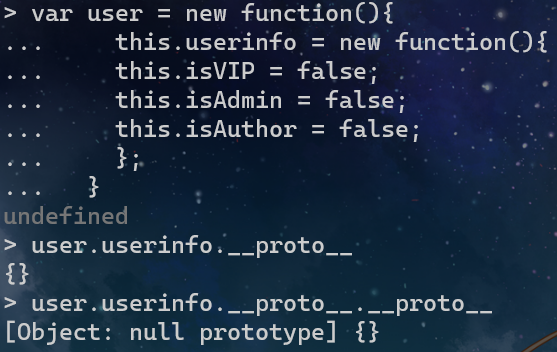 > var user = new function(){
...     this.userinfo = new function(){
...     this.isVIP = false;
...     this.isAdmin = false;
...     this.isAuthor = false;
...     };
...   }
undefined
> user.userinfo.__proto__
{}
> user.userinfo.__proto__.__proto__
[Object: null prototype] {}